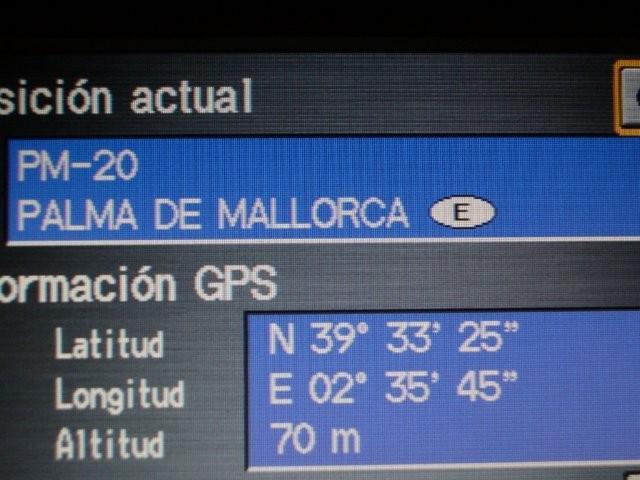 sición actual
PM-20
PALMA DE MALLORCA E
ormación GPS
Latitud N 39° 33’ 25”
Longitud E 02° 35’ 45”
Altitud 70 m